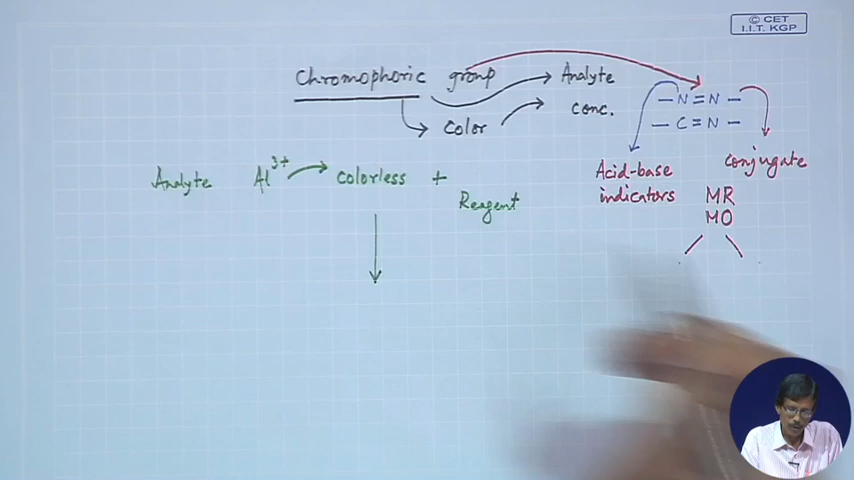 © CET
I.I.T. KGP
Chromophoric group
Analyte
conc.
Color
— N = N —
— C = N —
Acid-base
indicators
Conjugate
MR
MO
Analyte Al³⁺ Colorless +
Reagent